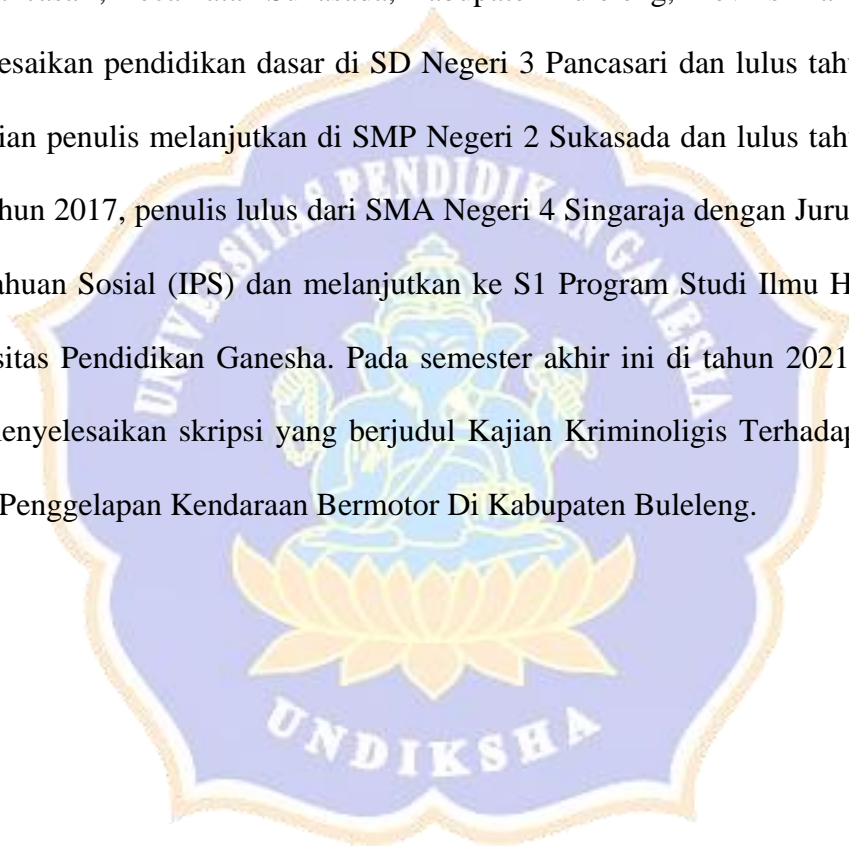 esaikan pendidikan dasar di SD Negeri 3 Pancasari dan lulus tah
ian penulis melanjutkan di SMP Negeri 2 Sukasada dan lulus tah
hun 2017, penulis lulus dari SMA Negeri 4 Singaraja dengan Juru
ahuan Sosial (IPS) dan melanjutkan ke S1 Program Studi Ilmu H
sitas Pendidikan Ganesha. Pada semester akhir ini di tahun 2021
enyelesaikan skripsi yang berjudul Kajian Kriminoligis Terhadap
Penggelapan Kendaraan Bermotor Di Kabupaten Buleleng.
UNIVERSITAS PENDIDIKAN GANESHA
UNDIKSHA